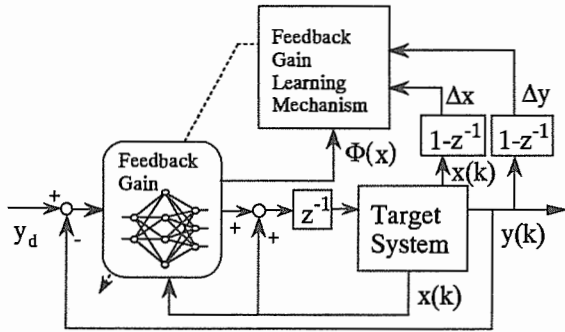 Feedback
Gain
Learning
Mechanism
Δx
Δy
1-z⁻¹
1-z⁻¹
Feedback
Gain
Φ(x)
x(k)
+
y_d
-
+
+
z⁻¹
Target
System
y(k)
x(k)